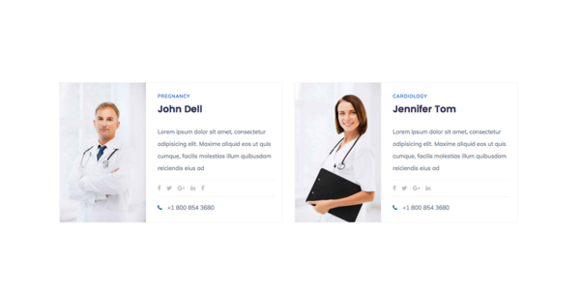 PREGNANCY
John Dell
Lorem ipsum dolor sit amet, consectetur
adipisicing elit. Maxime aliquid eos ut quis
cumque, facilis molestias illum quibusdam
reiciendis eius ad
+1 800 854 3680
CARDIOLOGY
Jennifer Tom
Lorem ipsum dolor sit amet, consectetur
adipisicing elit. Maxime aliquid eos ut quis
cumque, facilis molestias illum quibusdam
reiciendis eius ad
+1 800 854 3680